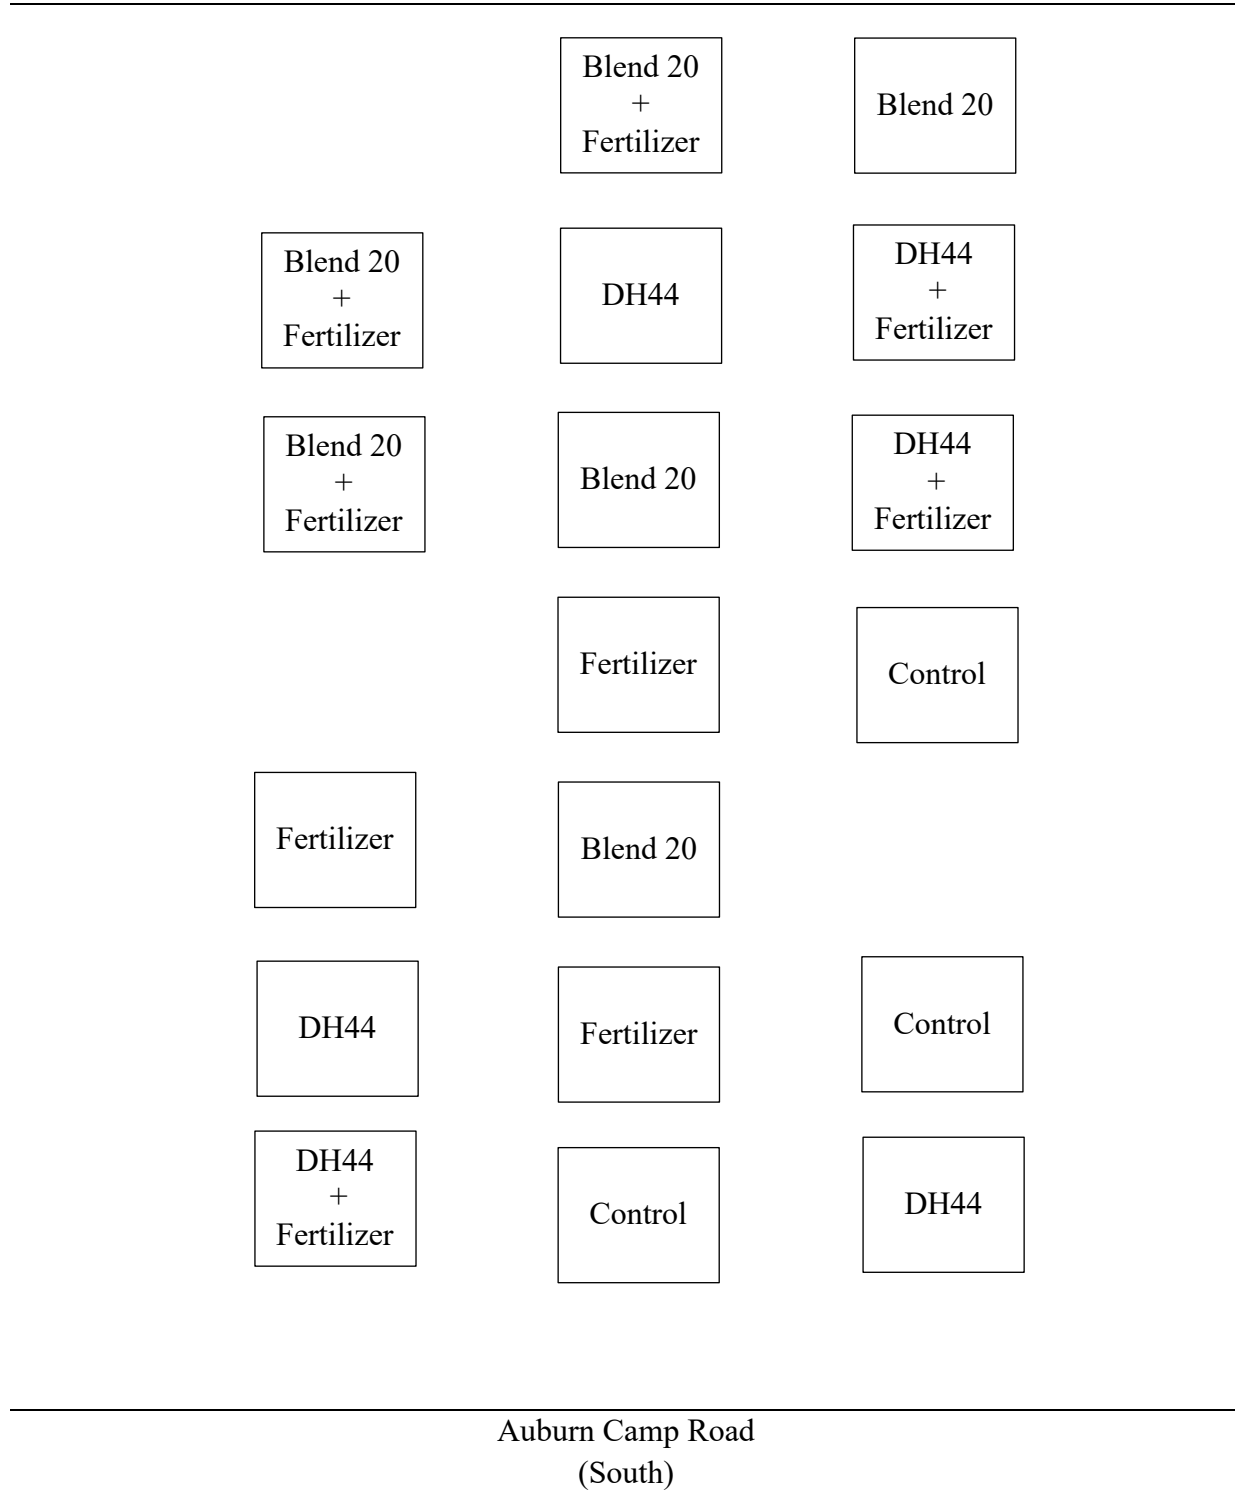 Blend 20
+
Fertilizer
Blend 20
Blend 20
+
Fertilizer
DH44
DH44
+
Fertilizer
Blend 20
+
Fertilizer
Blend 20
DH44
+
Fertilizer
Fertilizer
Control
Fertilizer
Blend 20
DH44
Fertilizer
Control
DH44
+
Fertilizer
Control
DH44
Auburn Camp Road
(South)